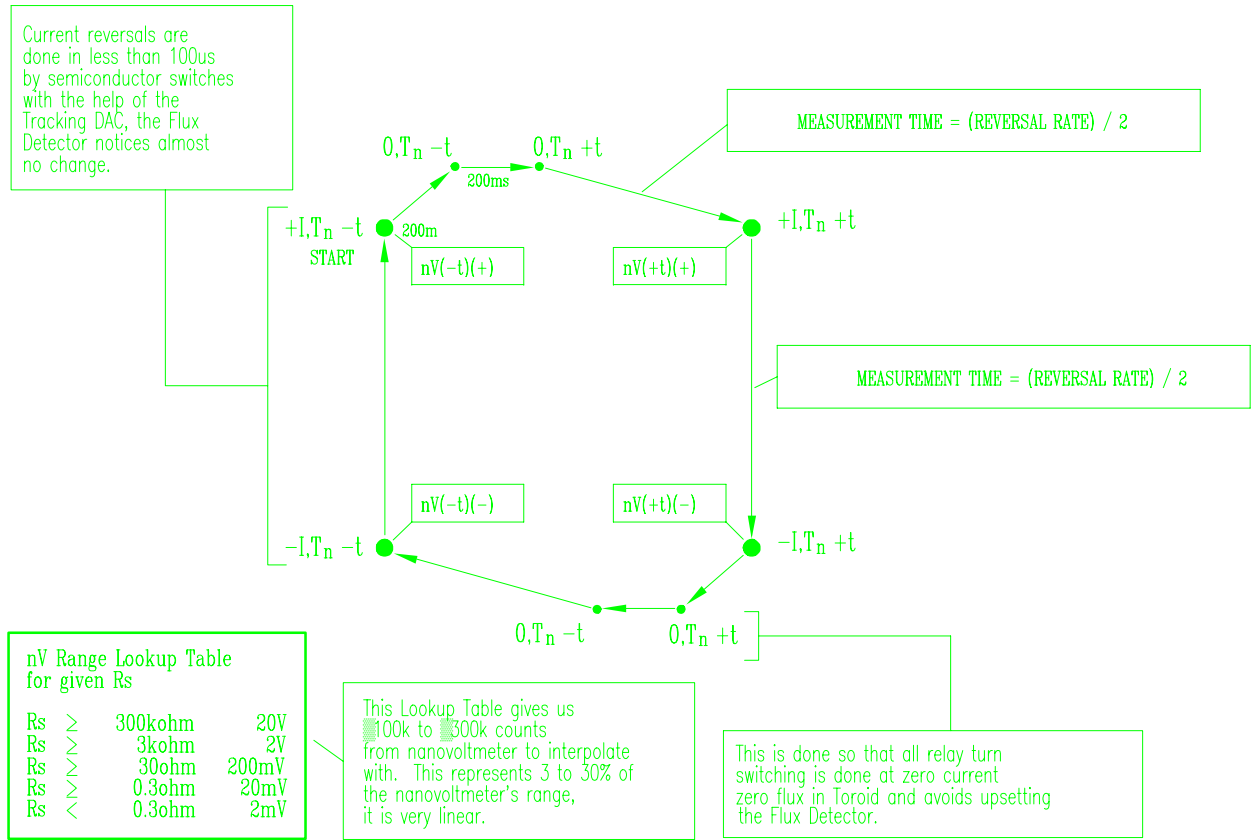 Current reversals are
done in less than 100us
by semiconductor switches
with the help of the
Tracking DAC, the Flux
Detector notices almost
no change.
MEASUREMENT TIME = (REVERSAL RATE) / 2
0,Tn -t
0,Tn +t
200ms
+I,Tn -t
200m
START
+I,Tn +t
nV(-t)(+)
nV(+t)(+)
MEASUREMENT TIME = (REVERSAL RATE) / 2
nV(-t)(-)
nV(+t)(-)
-I,Tn -t
-I,Tn +t
0,Tn -t
0,Tn +t
nV Range Lookup Table
for given Rs
Rs ≥ 300kohm 20V
Rs ≥ 3kohm 2V
Rs ≥ 30ohm 200mV
Rs ≥ 0.3ohm 20mV
Rs < 0.3ohm 2mV
This Lookup Table gives us
▒100k to ▒300k counts
from nanovoltmeter to interpolate
with. This represents 3 to 30% of
the nanovoltmeter's range,
it is very linear.
This is done so that all relay turn
switching is done at zero current
zero flux in Toroid and avoids upsetting
the Flux Detector.